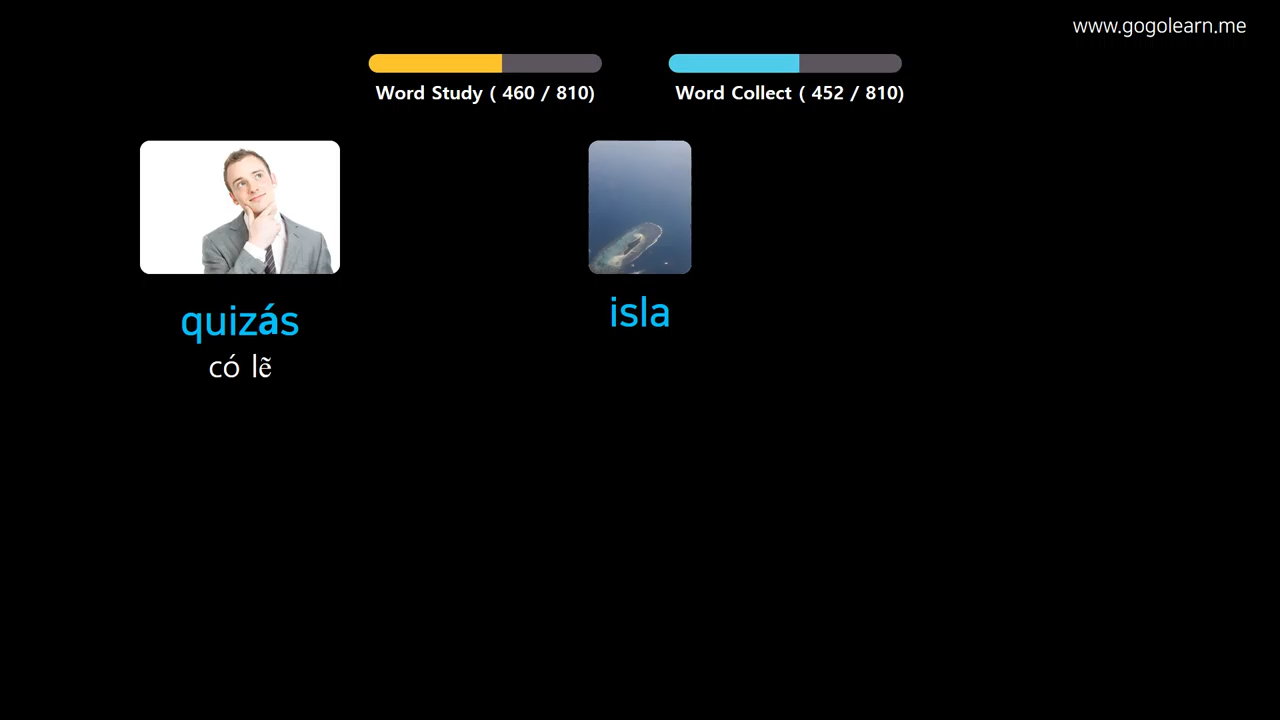 www.gogolearn.me
Word Study ( 460 / 810)
Word Collect ( 452 / 810)
quizás
có lẽ
isla